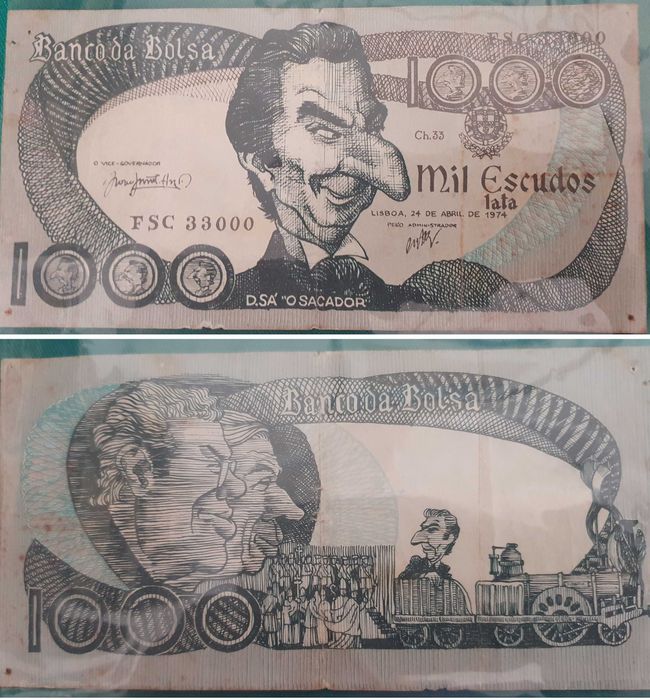 Banco da Bolsa
FSC 33000
1000
Ch.33
O VICE-GOVERNADOR
Mil Escudos
lata
FSC 33000
LISBOA, 24 DE ABRIL DE 1974
PELO ADMINISTRADOR
1000
D.SÁ "O SACADOR"
Banco da Bolsa
1000